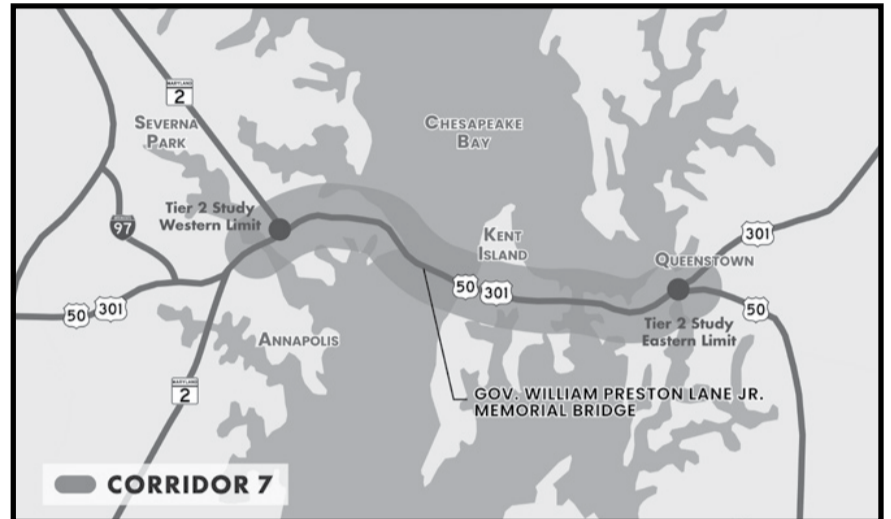 MARYLAND
2
SEVERNA
PARK
CHESAPEAKE
BAY
Tier 2 Study
Western Limit
97
KENT
ISLAND
301
QUEENSTOWN
50
301
50
301
50
Tier 2 Study
Eastern Limit
ANNAPOLIS
MARYLAND
2
GOV. WILLIAM PRESTON LANE JR.
MEMORIAL BRIDGE
CORRIDOR 7